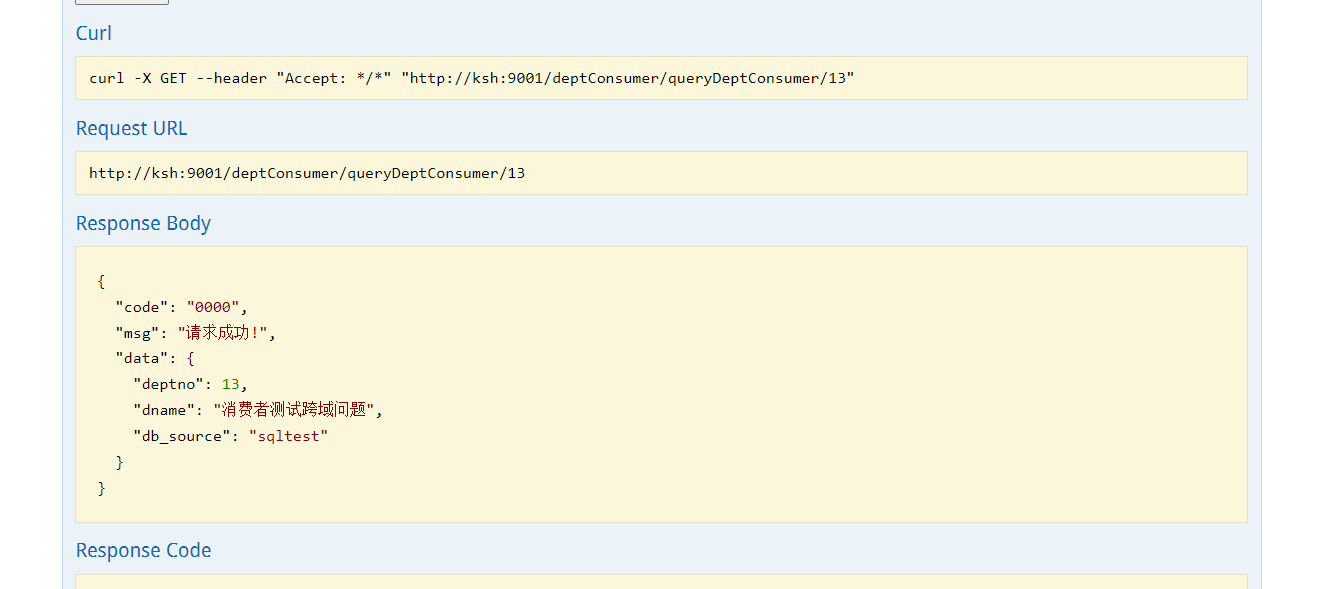 Curl
curl -X GET --header "Accept: */*" "http://ksh:9001/deptConsumer/queryDeptConsumer/13"
Request URL
http://ksh:9001/deptConsumer/queryDeptConsumer/13
Response Body
{
  "code": "0000",
  "msg": "请求成功!",
  "data": {
    "deptno": 13,
    "dname": "消费者测试跨域问题",
    "db_source": "sqltest"
  }
}
Response Code